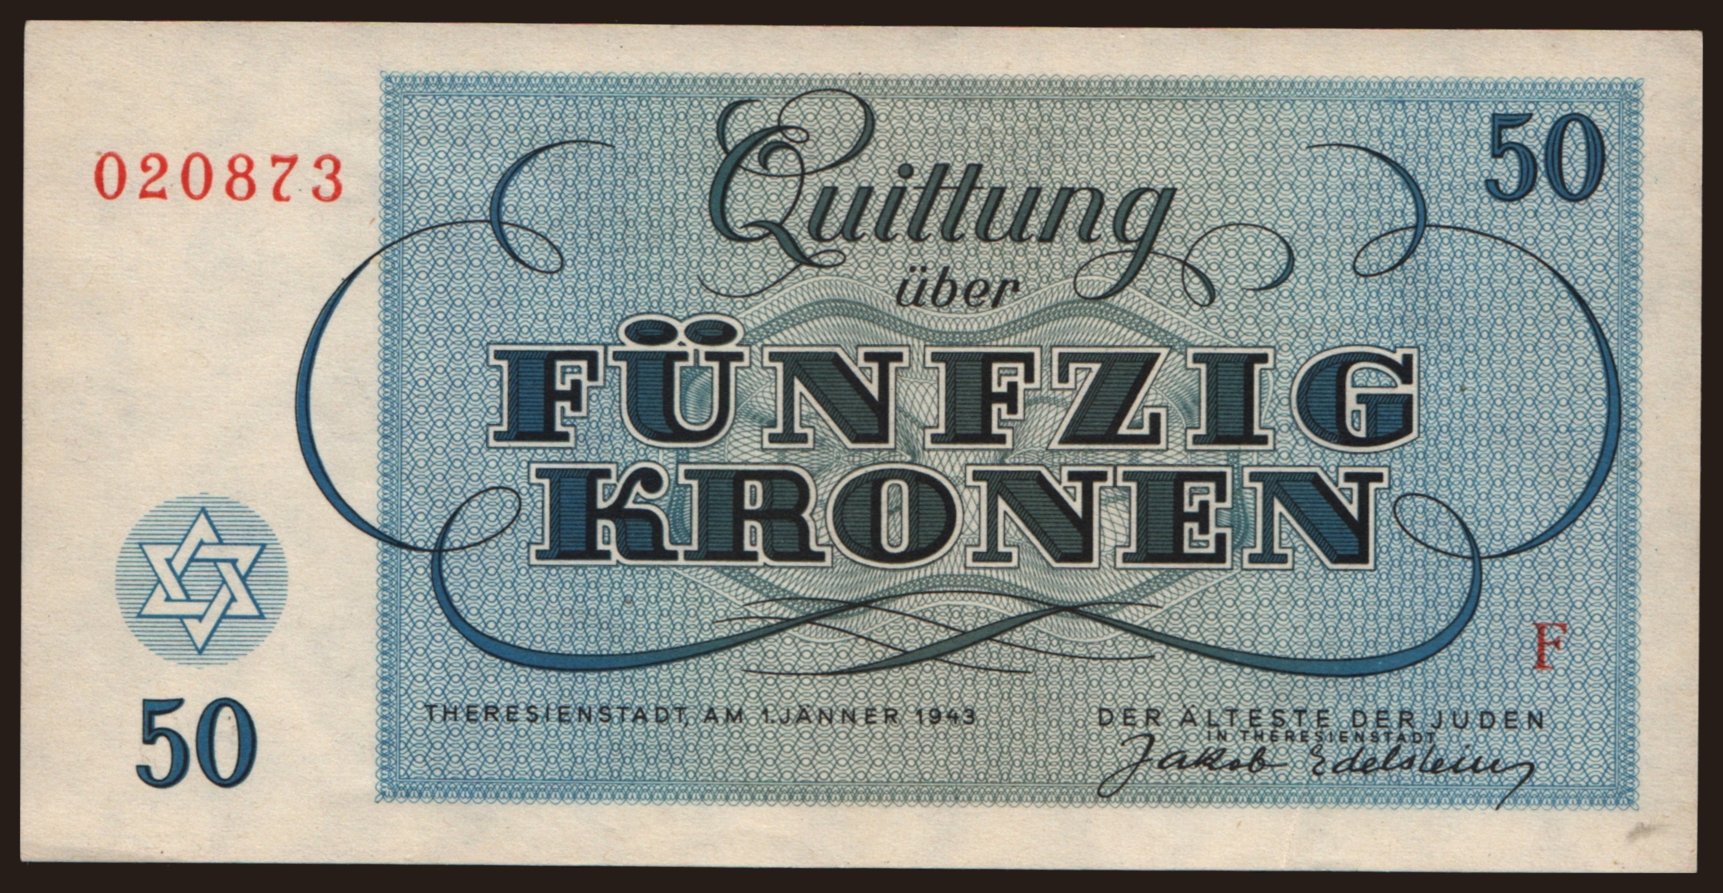 020873
50
Quittung
über
FÜNFZIG
KRONEN
F
50
THERESIENSTADT, AM 1.JÄNNER 1943
DER ÄLTESTE DER JUDEN
IN THERESIENSTADT
Jakob Edelstein